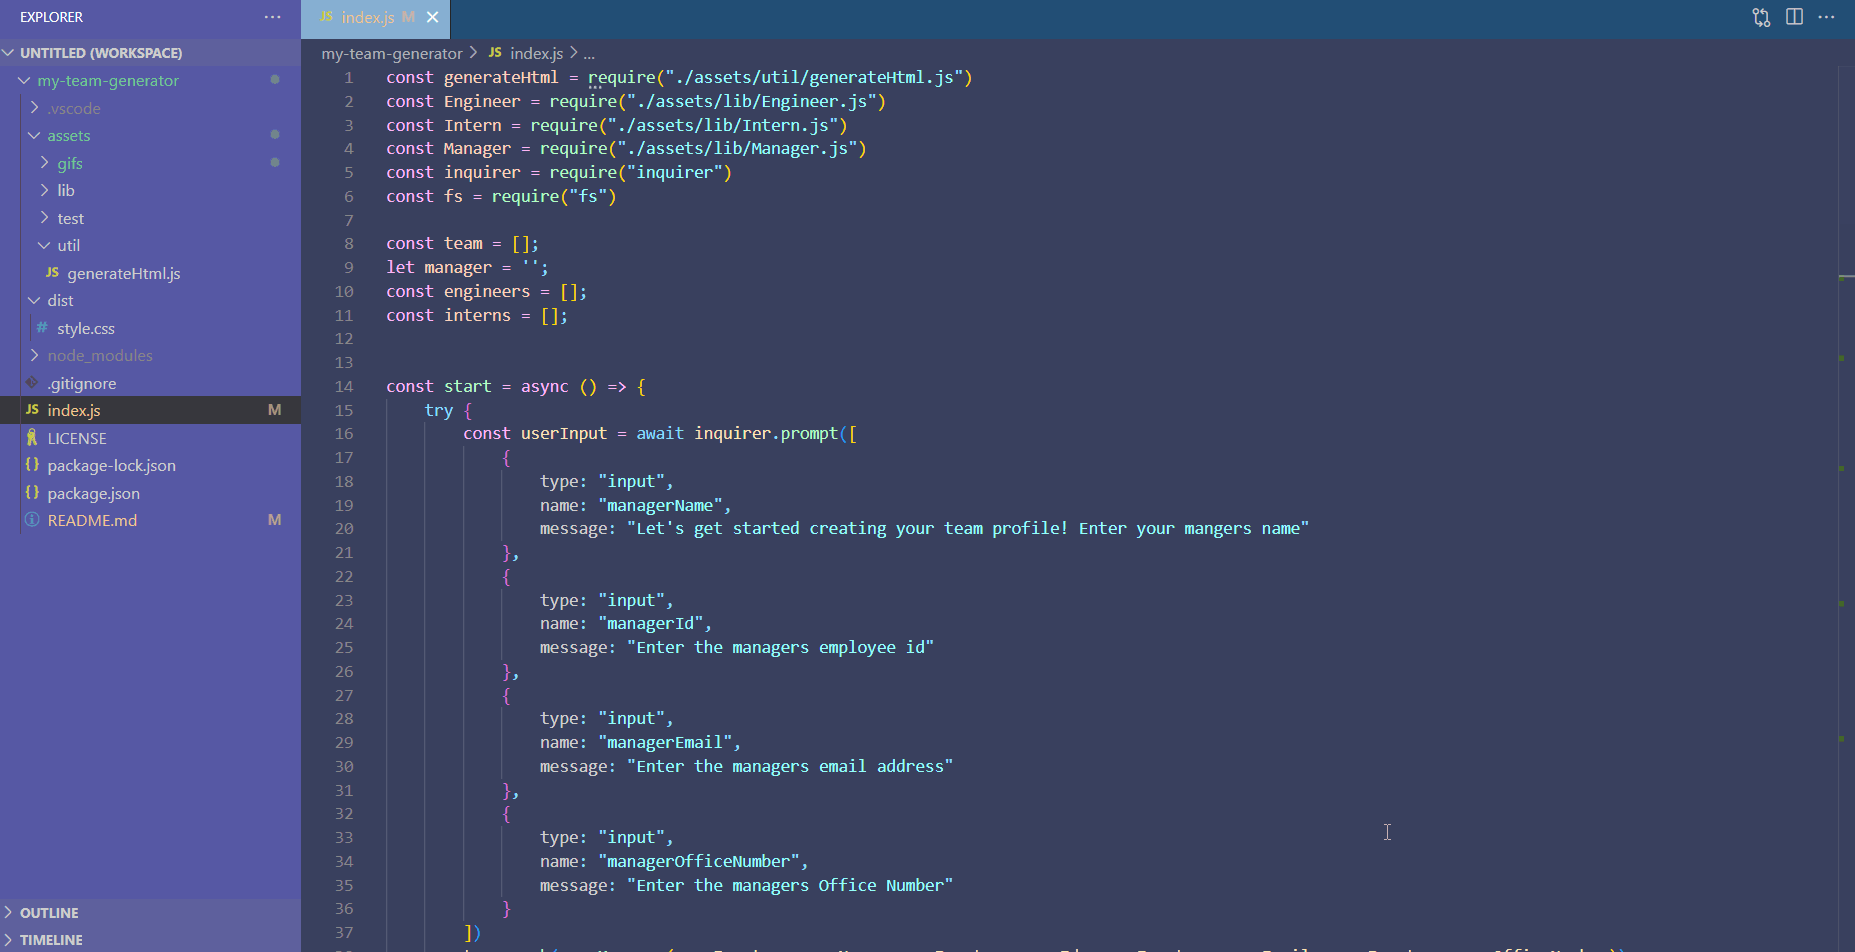 EXPLORER
UNTITLED (WORKSPACE)
my-team-generator
.vscode
assets
gifs
lib
test
util
JS generateHtml.js
dist
# style.css
node_modules
.gitignore
JS index.js M
LICENSE
{} package-lock.json
{} package.json
README.md M
OUTLINE
TIMELINE
JS index.js M
my-team-generator > JS index.js > ...
1 const generateHtml = require("./assets/util/generateHtml.js")
2 const Engineer = require("./assets/lib/Engineer.js")
3 const Intern = require("./assets/lib/Intern.js")
4 const Manager = require("./assets/lib/Manager.js")
5 const inquirer = require("inquirer")
6 const fs = require("fs")
7
8 const team = [];
9 let manager = '';
10 const engineers = [];
11 const interns = [];
12
13
14 const start = async () => {
15 try {
16 const userInput = await inquirer.prompt([
17 {
18 type: "input",
19 name: "managerName",
20 message: "Let's get started creating your team profile! Enter your mangers name"
21 },
22 {
23 type: "input",
24 name: "managerId",
25 message: "Enter the managers employee id"
26 },
27 {
28 type: "input",
29 name: "managerEmail",
30 message: "Enter the managers email address"
31 },
32 {
33 type: "input",
34 name: "managerOfficeNumber",
35 message: "Enter the managers Office Number"
36 }
37 ])